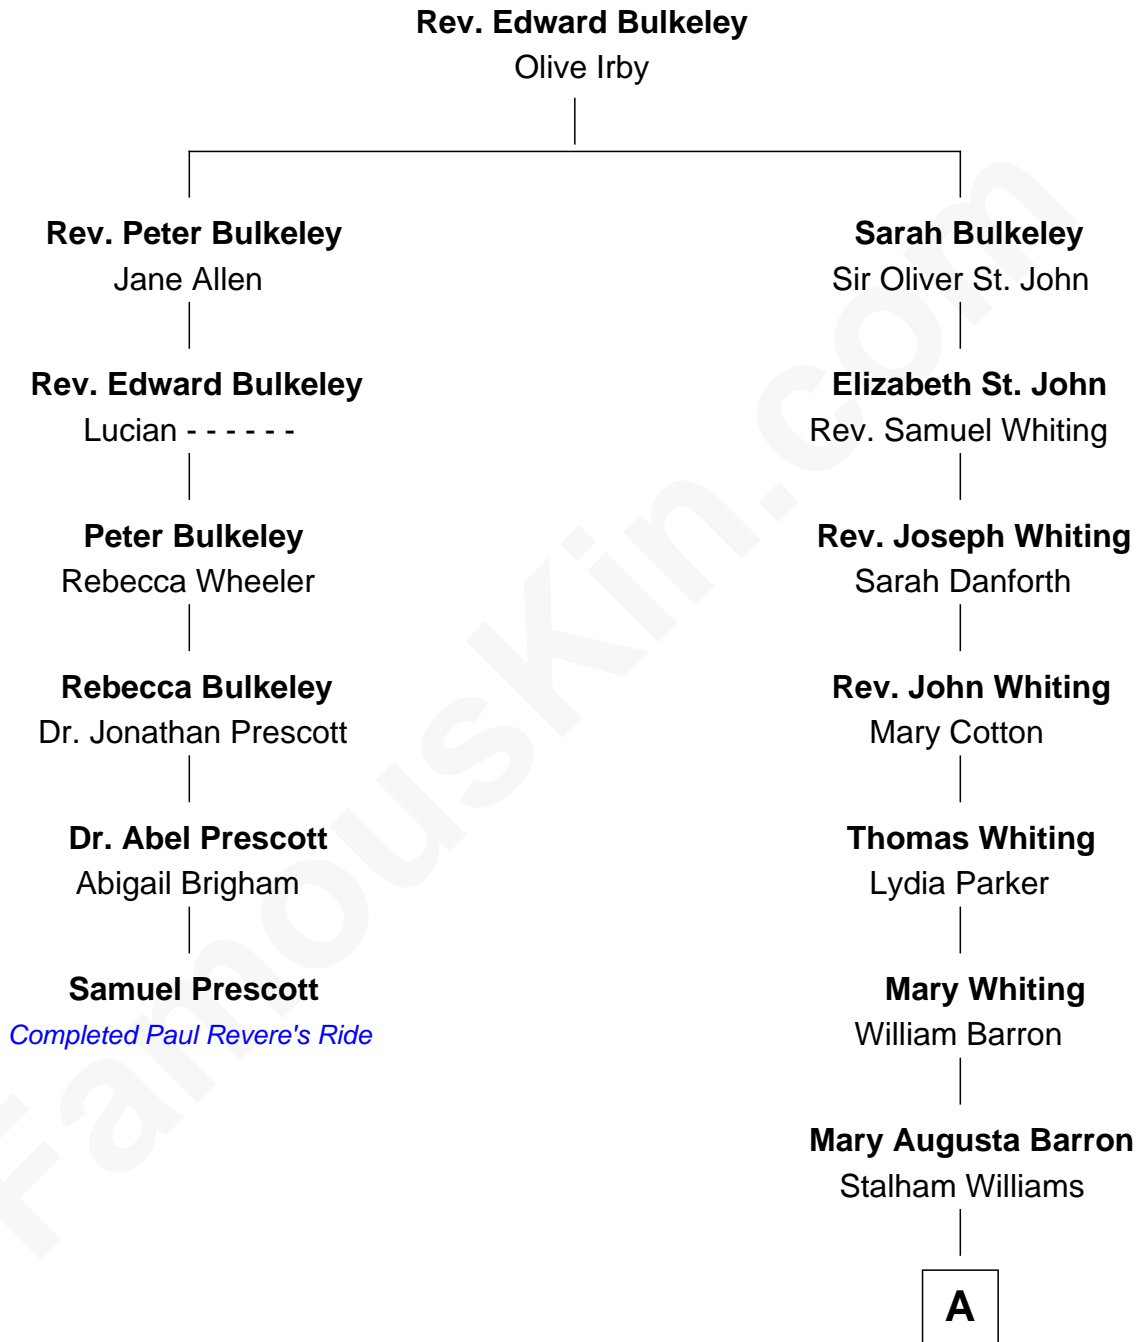 Rev. Edward Bulkeley
Olive Irby
Rev. Peter Bulkeley
Jane Allen
Sarah Bulkeley
Sir Oliver St. John
Rev. Edward Bulkeley
Lucian - - - - - -
Elizabeth St. John
Rev. Samuel Whiting
Peter Bulkeley
Rebecca Wheeler
Rev. Joseph Whiting
Sarah Danforth
Rebecca Bulkeley
Dr. Jonathan Prescott
Rev. John Whiting
Mary Cotton
Dr. Abel Prescott
Abigail Brigham
Thomas Whiting
Lydia Parker
Samuel Prescott
Completed Paul Revere's Ride
Mary Whiting
William Barron
Mary Augusta Barron
Stalham Williams
A
FamousKin.com